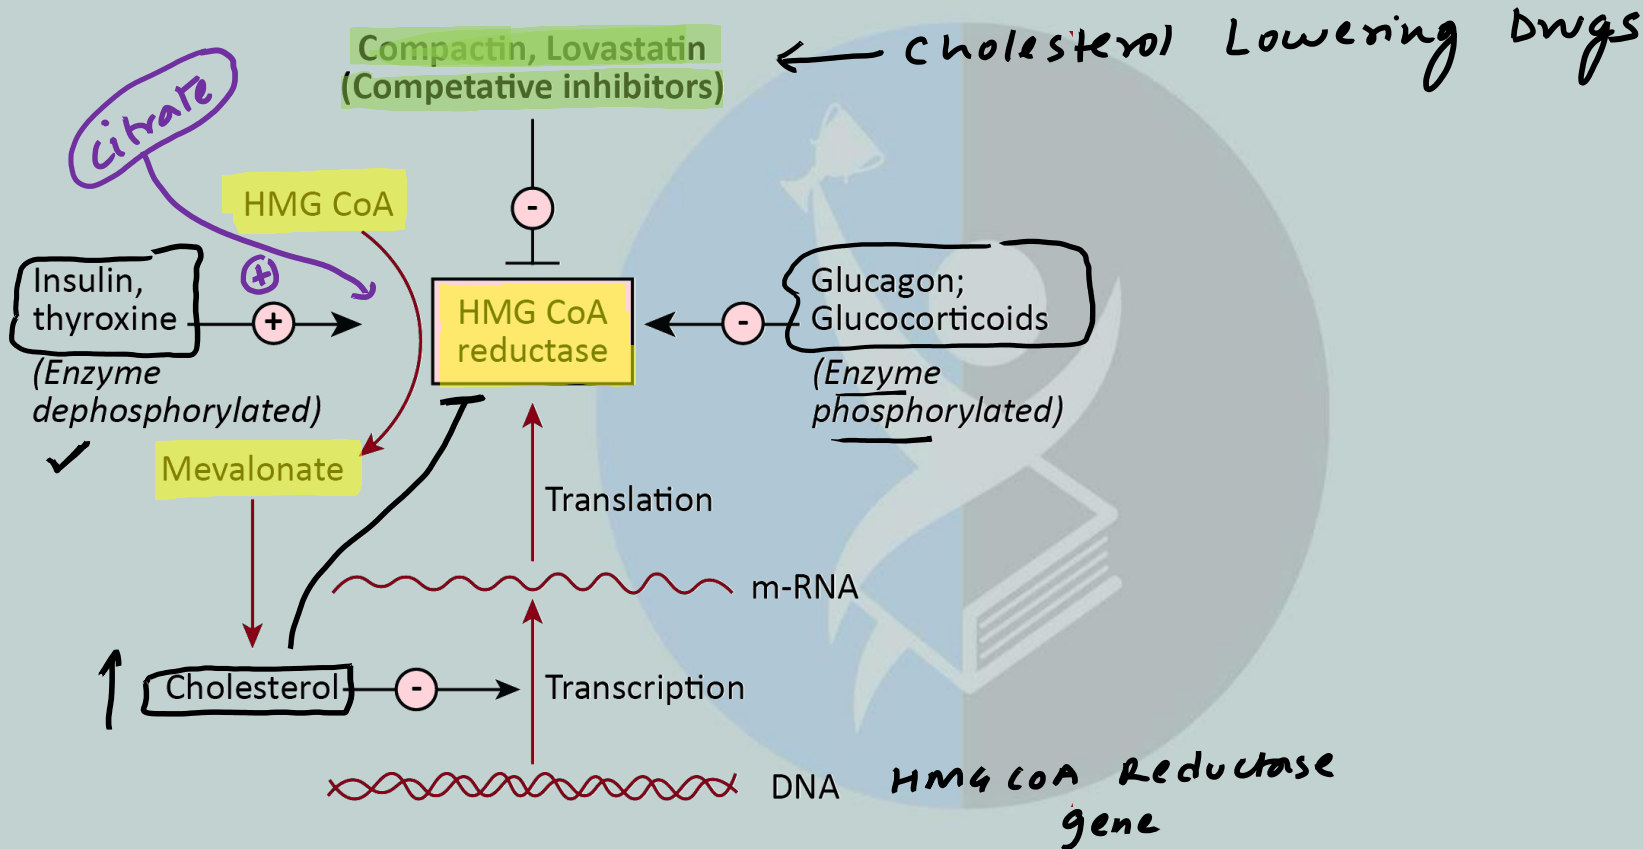 Compactin, Lovastatin
(Competative inhibitors)
Cholesterol Lowering Drugs
citrate
HMG CoA
-
+
Insulin,
thyroxine
+
(Enzyme
dephosphorylated)
HMG CoA
reductase
-
Glucagon;
Glucocorticoids
(Enzyme
phosphorylated)
Mevalonate
Translation
m-RNA
Cholesterol
-
Transcription
DNA
HMG COA Reductase
gene